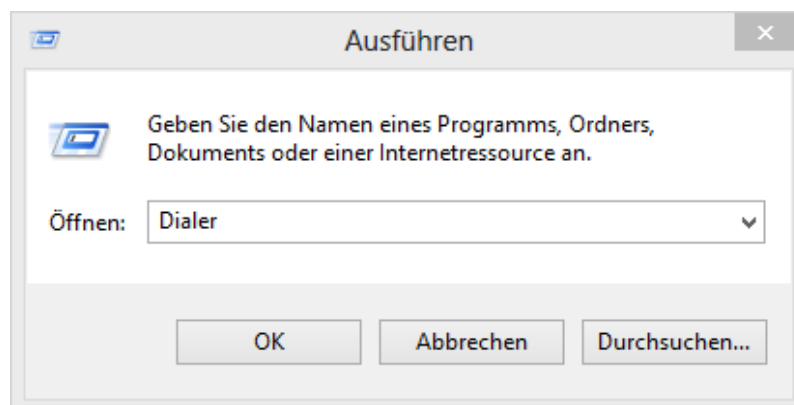 Ausführen
Geben Sie den Namen eines Programms, Ordners,
Dokuments oder einer Internetressource an.
Öffnen: Dialer
OK Abbrechen Durchsuchen...